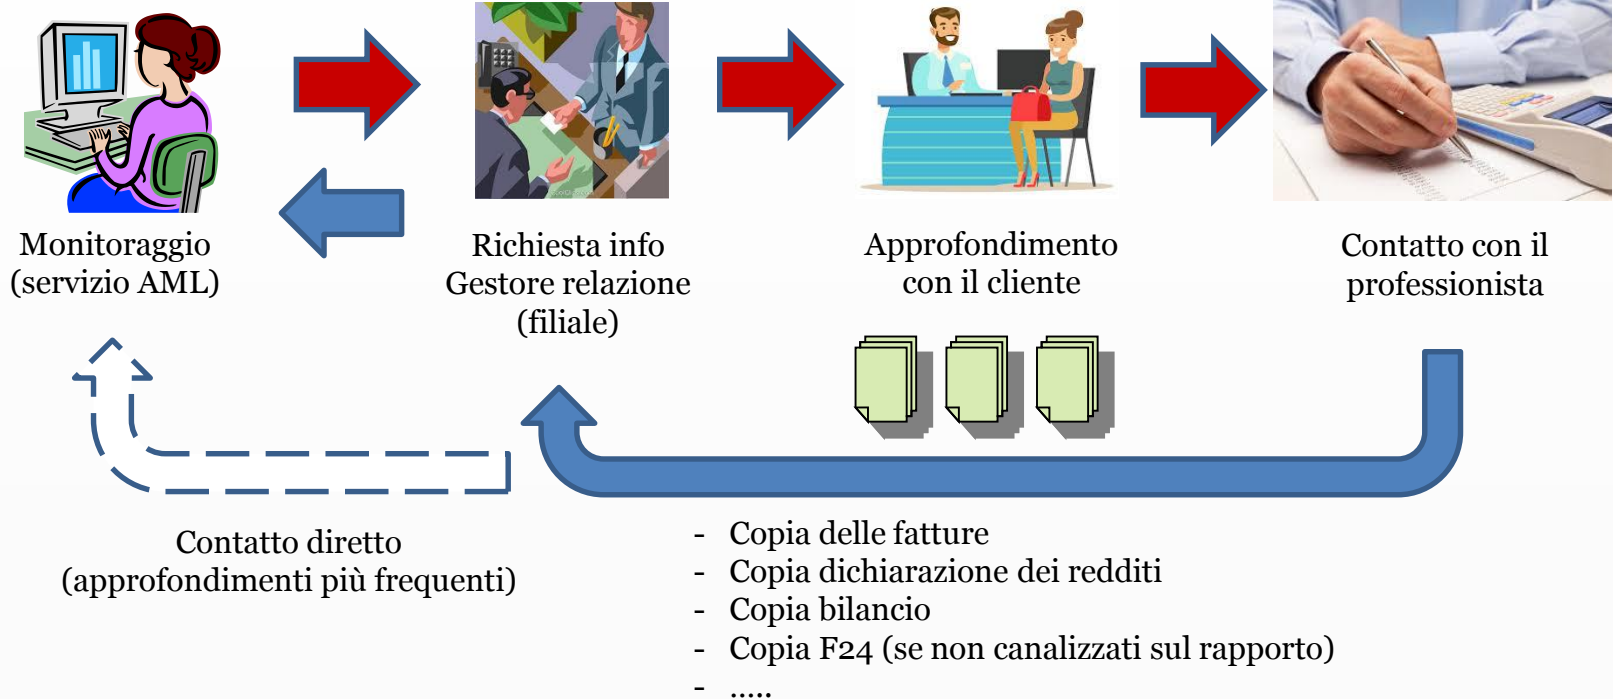 Monitoraggio
(servizio AML)
Richiesta info
Gestore relazione
(filiale)
Approfondimento
con il cliente
Contatto con il
professionista
Contatto diretto
(approfondimenti più frequenti)
- Copia delle fatture
- Copia dichiarazione dei redditi
- Copia bilancio
- Copia F24 (se non canalizzati sul rapporto)
- .....